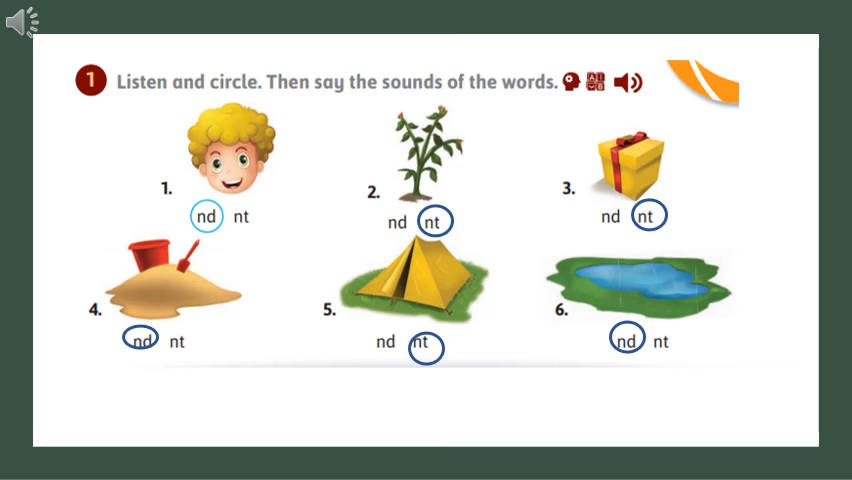 1 Listen and circle. Then say the sounds of the words.
1.
nd nt
2.
nd nt
3.
nd nt
4.
nd nt
5.
nd nt
6.
nd nt